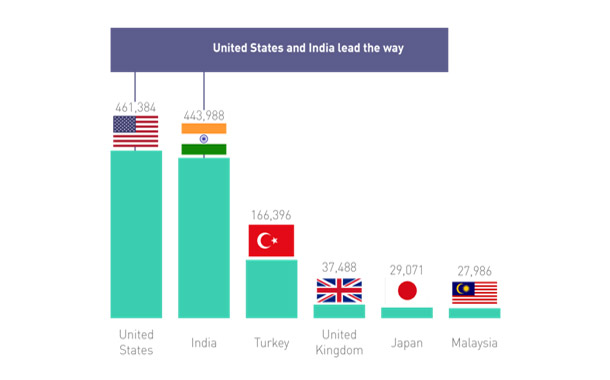 United States and India lead the way
461,384
443,988
166,396
37,488
29,071
27,986
United
States
India
Turkey
United
Kingdom
Japan
Malaysia